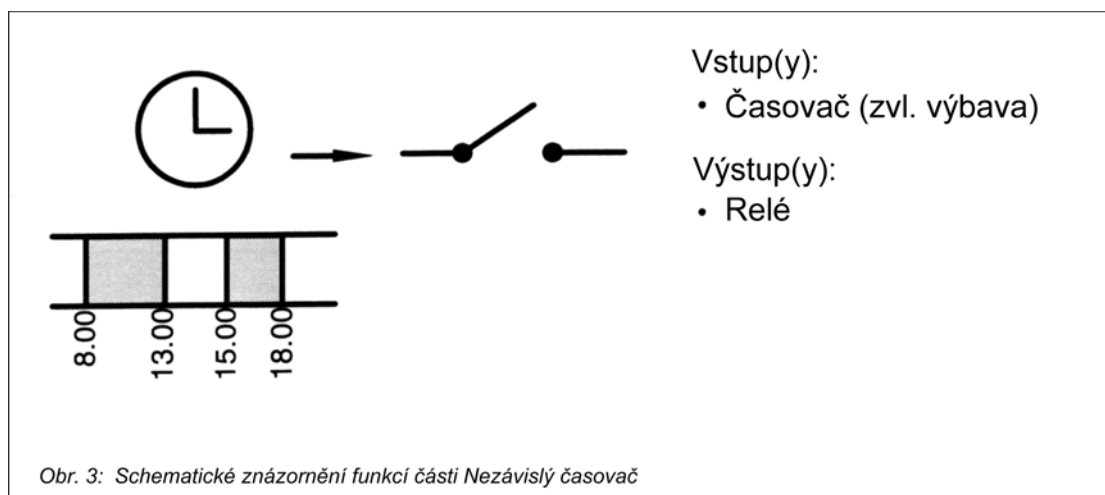 Vstup(y):
• Časovač (zvl. výbava)
Výstup(y):
• Relé
8.00
13.00
15.00
18.00
Obr. 3: Schematické znázornění funkcí části Nezávislý časovač